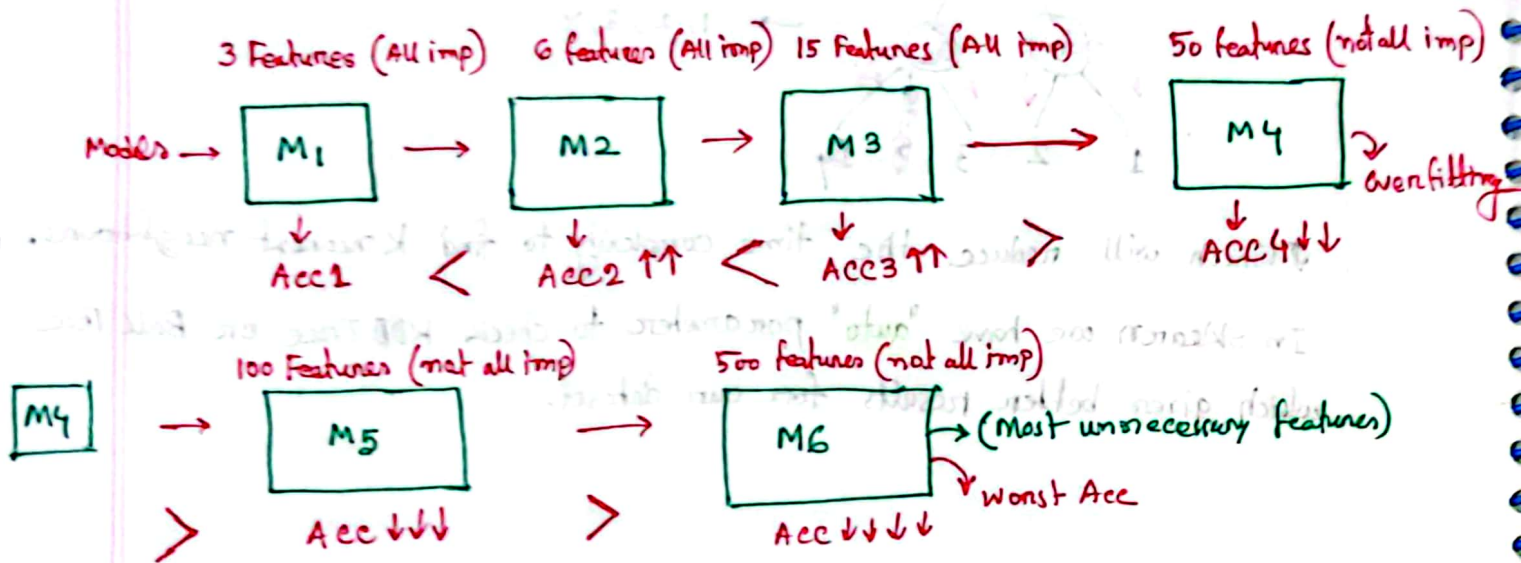 3 Features (All imp) 6 features (All imp) 15 Features (All imp) 50 features (not all imp)
Models → M1 → M2 → M3 → M4
overfitting
Acc1 < Acc2 ↑↑ < Acc3 ↑↑ > Acc4 ↓↓
100 Features (not all imp) 500 features (not all imp)
M4 → M5 → M6 → (Most unnecessary features)
worst Acc
> Acc ↓↓↓ > Acc ↓↓↓↓